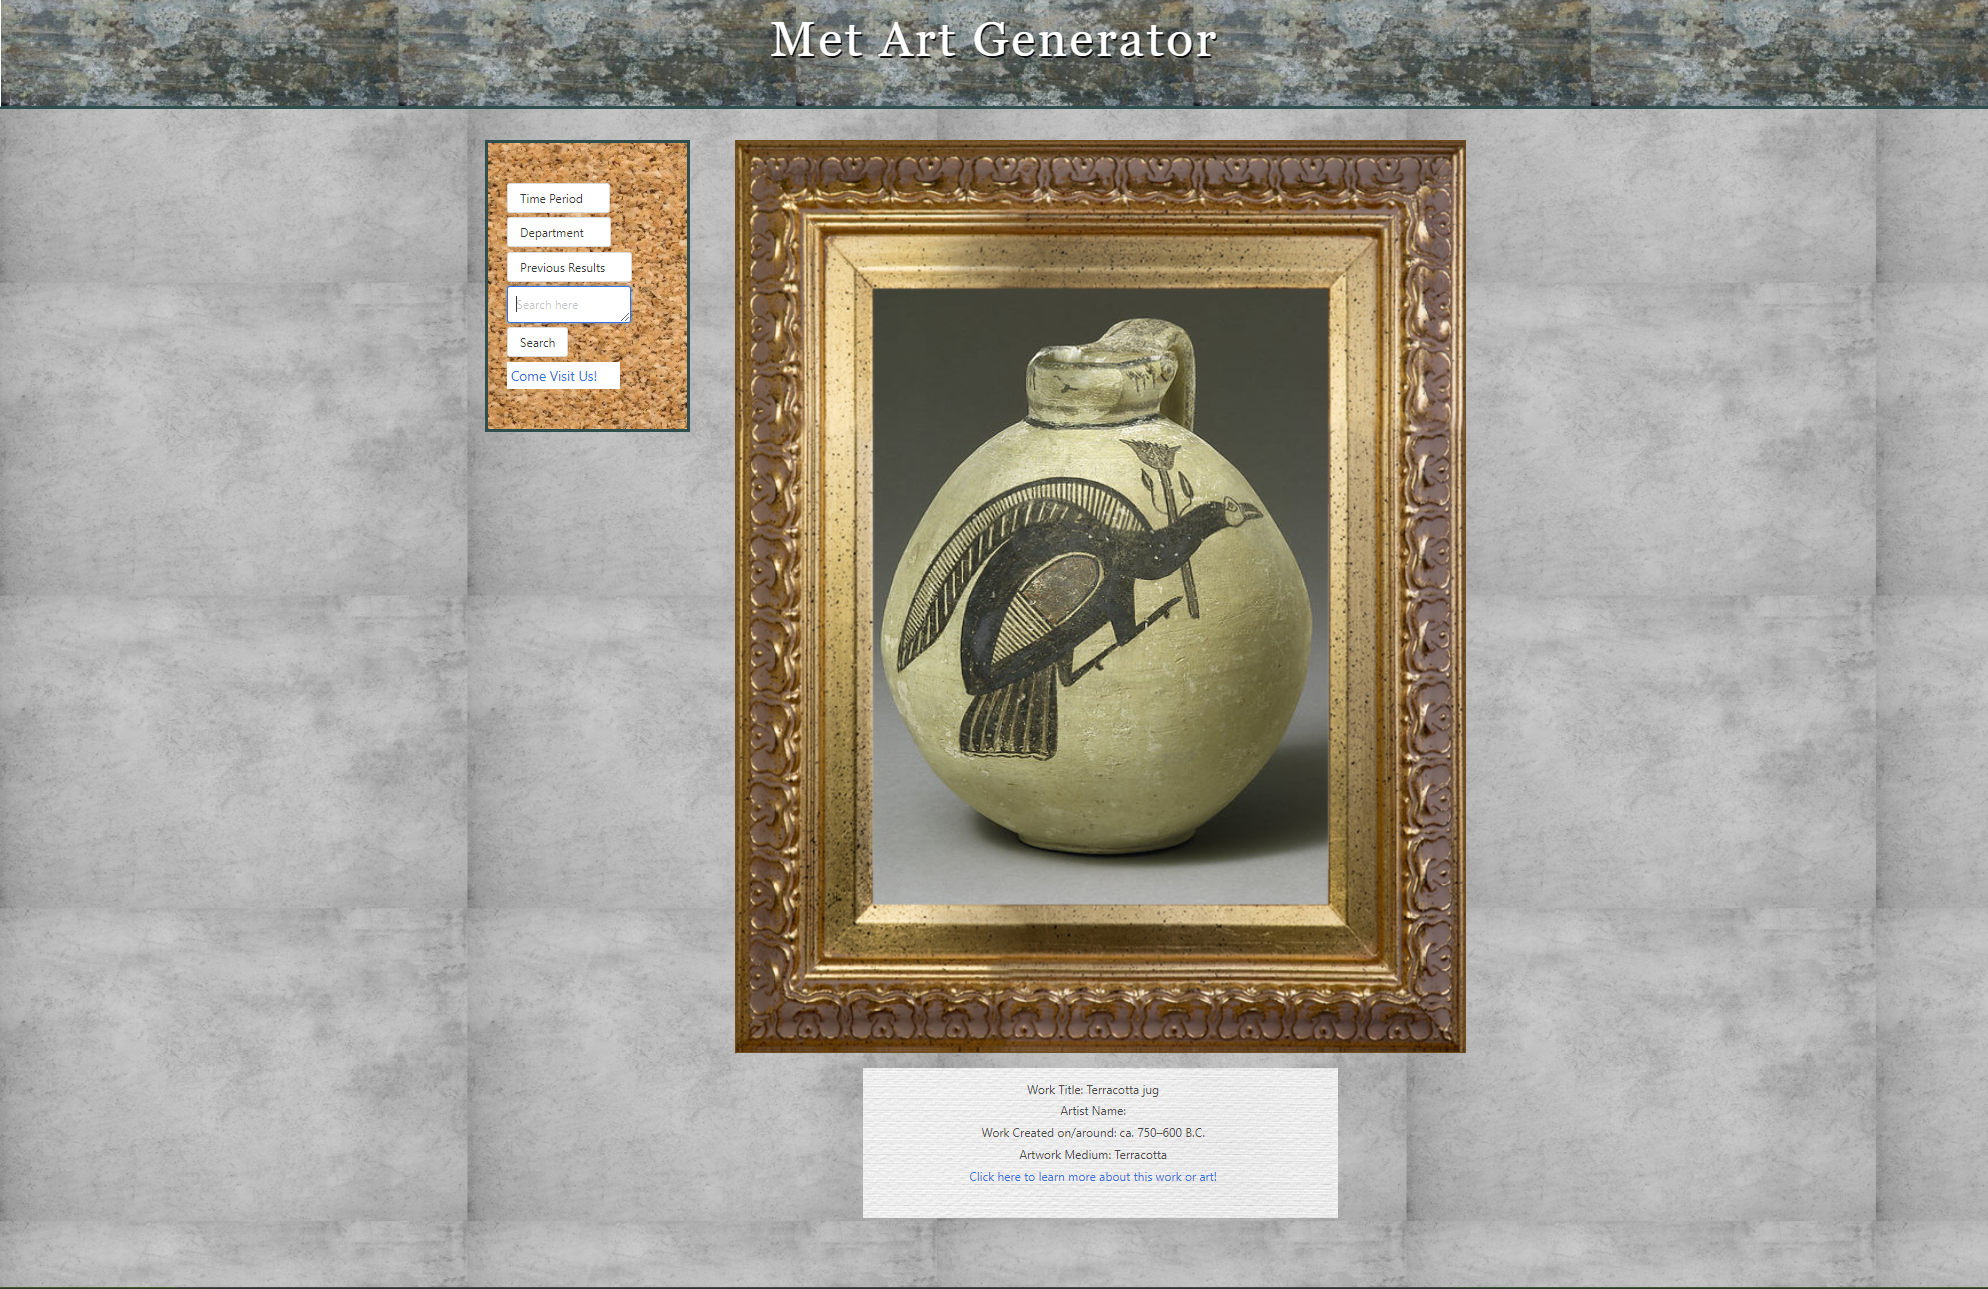 Met Art Generator
Time Period
Department
Previous Results
Search here
Search
Come Visit Us!
Work Title: Terracotta jug
Artist Name:
Work Created on/around: ca. 750–600 B.C.
Artwork Medium: Terracotta
Click here to learn more about this work or art!